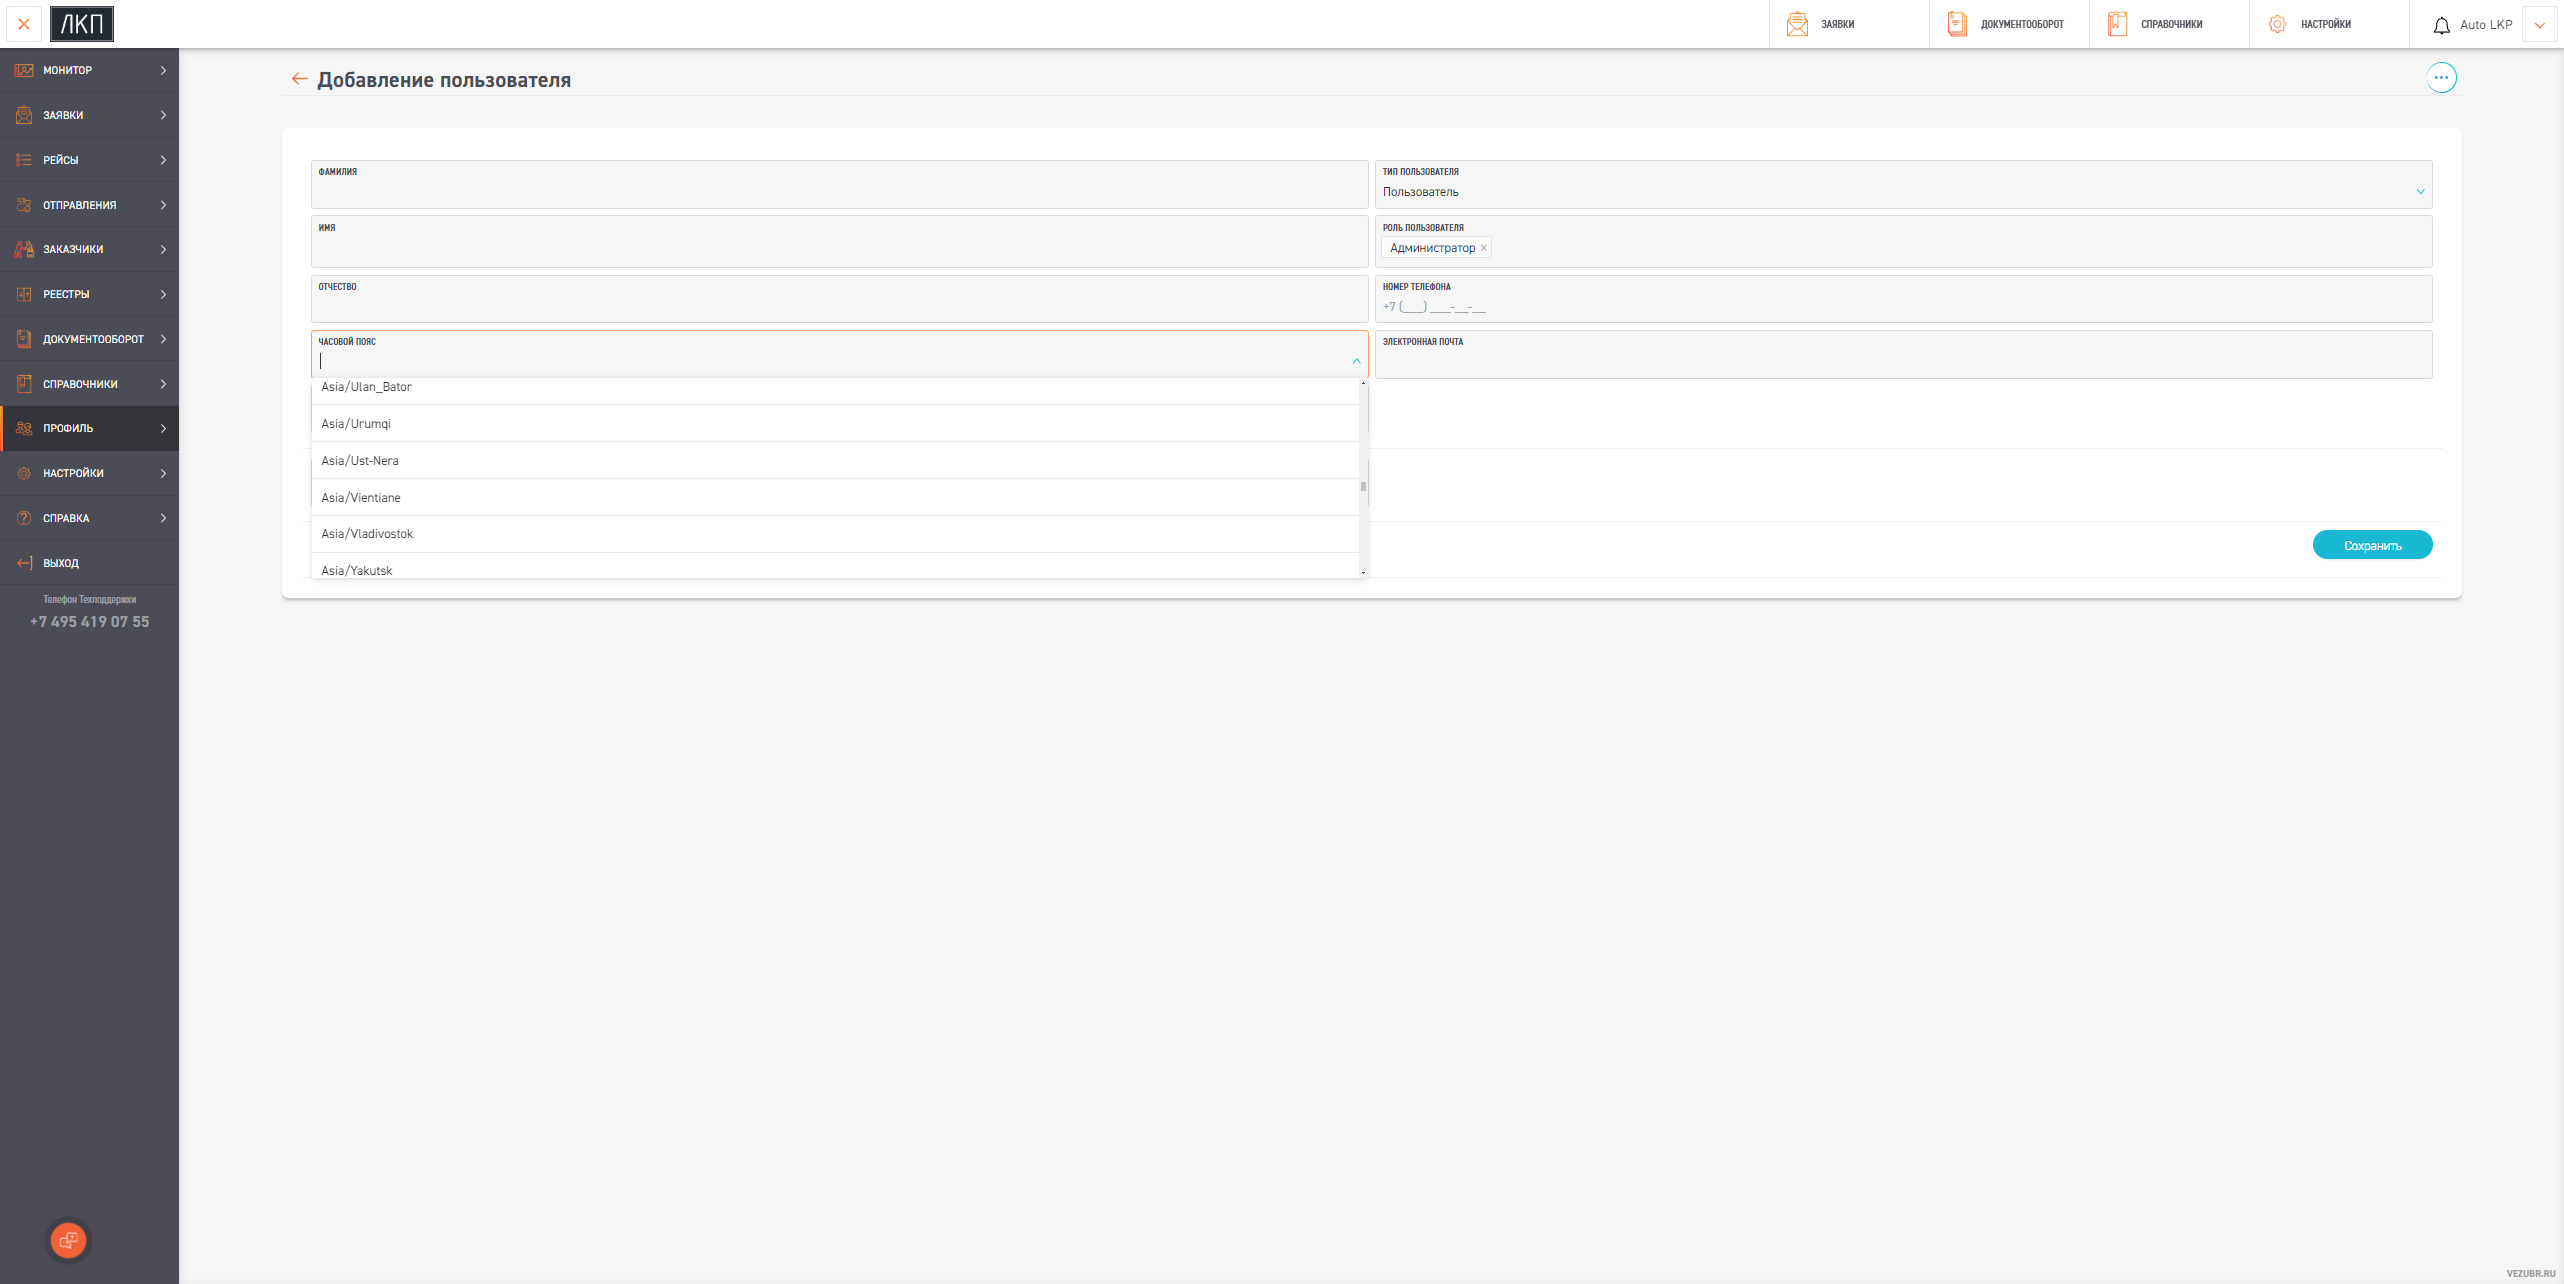 ЛКП
ЗАЯВКИ
ДОКУМЕНТООБОРОТ
СПРАВОЧНИКИ
НАСТРОЙКИ
Auto LKP
МОНИТОР
ЗАЯВКИ
РЕЙСЫ
ОТПРАВЛЕНИЯ
ЗАКАЗЧИКИ
РЕЕСТРЫ
ДОКУМЕНТООБОРОТ
СПРАВОЧНИКИ
ПРОФИЛЬ
НАСТРОЙКИ
СПРАВКА
ВЫХОД
Телефон Техподдержки
+7 495 419 07 55
Добавление пользователя
ФАМИЛИЯ
ТИП ПОЛЬЗОВАТЕЛЯ
Пользователь
ИМЯ
РОЛЬ ПОЛЬЗОВАТЕЛЯ
Администратор
ОТЧЕСТВО
НОМЕР ТЕЛЕФОНА
+7 (___) ___-__-__
ЧАСОВОЙ ПОЯС
ЭЛЕКТРОННАЯ ПОЧТА
Asia/Ulan_Bator
Asia/Urumqi
Asia/Ust-Nera
Asia/Vientiane
Asia/Vladivostok
Asia/Yakutsk
Сохранить
VEZUBR.RU